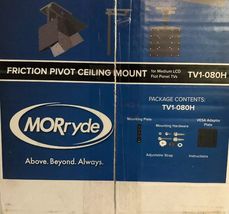 FRICTION PIVOT CEILING MOUNT for Medium LCD Flat Panel TVs TV1-080H
PACKAGE CONTENTS:
TV1-080H
MORryde
Above. Beyond. Always.
Mounting Plate
Mounting Hardware
VESA Adaptor Plate
Adjustable Strap
Instructions